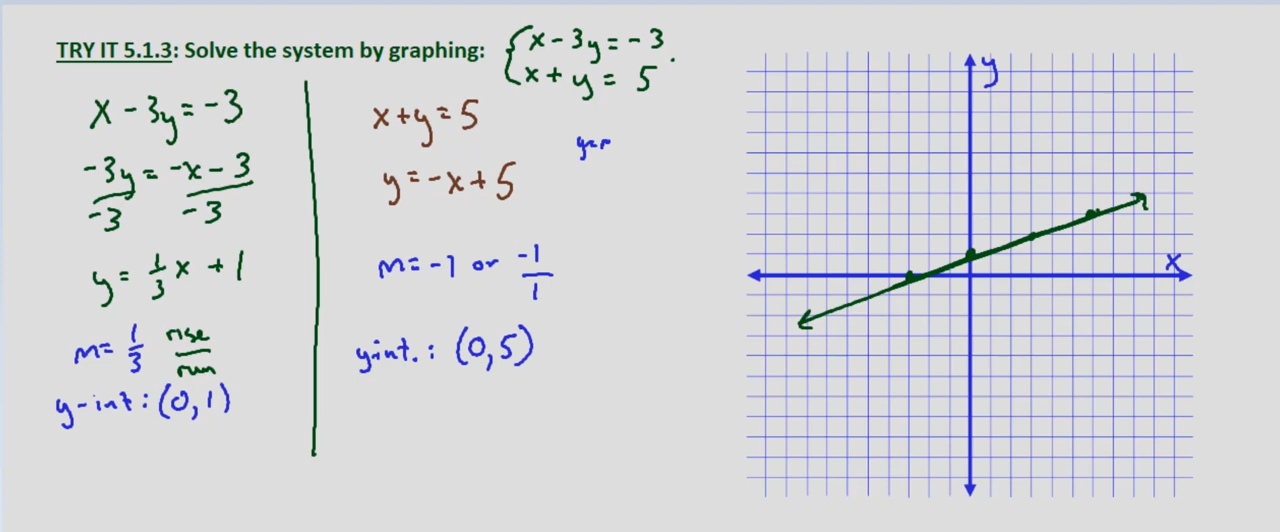 TRY IT 5.1.3: Solve the system by graphing: { x - 3y = -3
x + y = 5 .
x - 3y = -3
-3y = -x - 3
-3 -3
y = 1/3 x + 1
m = 1/3 rise/run
y-int : (0, 1)
x + y = 5
y = -x + 5
m = -1 or -1/1
y-int. : (0, 5)
y=
y
x